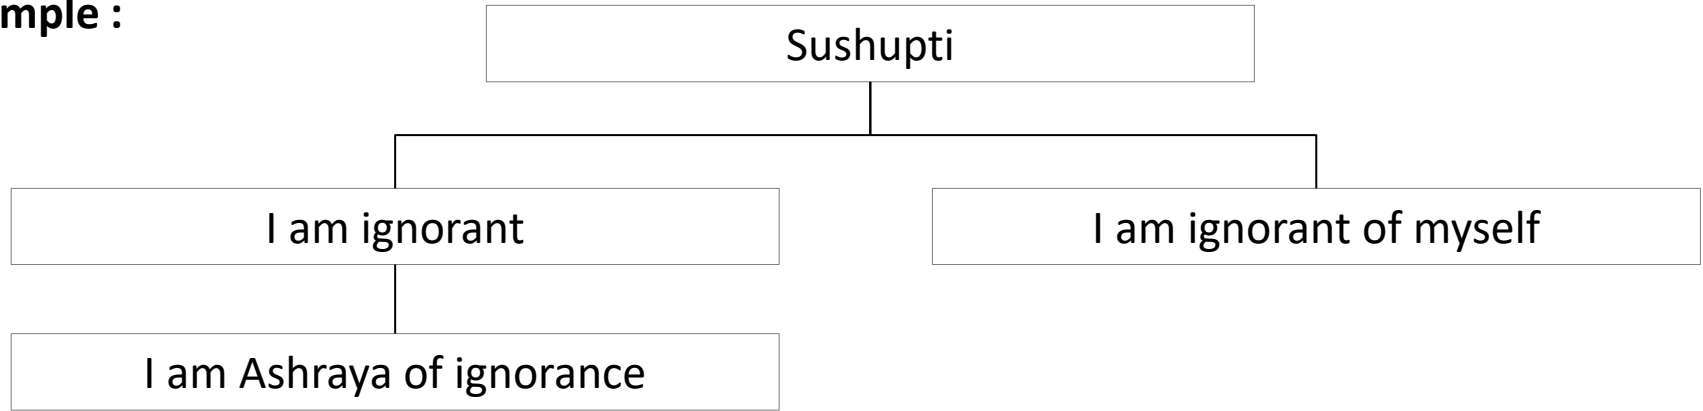 mple :
Sushupti
I am ignorant
I am ignorant of myself
I am Ashraya of ignorance